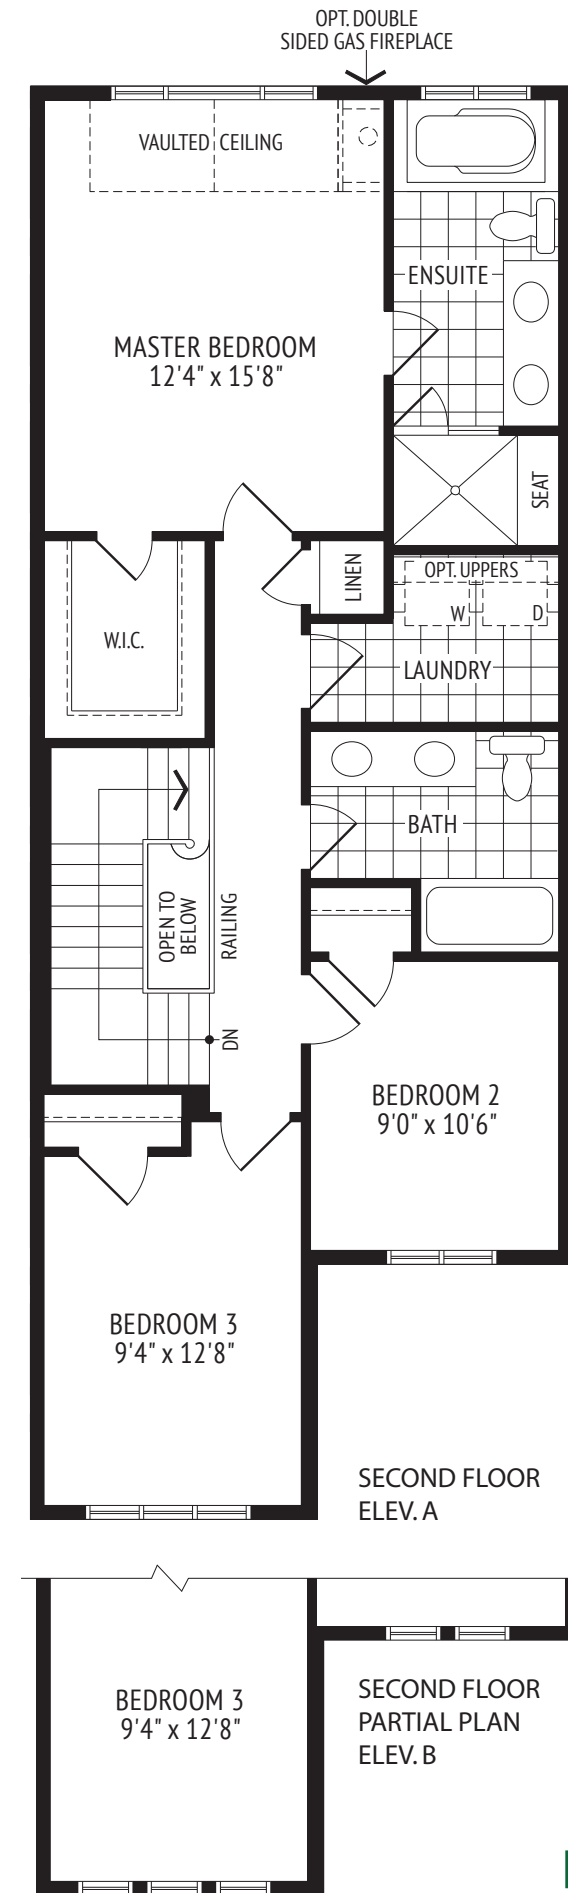 OPT. DOUBLE
SIDED GAS FIREPLACE
VAULTED CEILING
ENSUITE
MASTER BEDROOM
12'4" x 15'8"
SEAT
LINEN
OPT. UPPERS
W
D
W.I.C.
LAUNDRY
BATH
OPEN TO
BELOW
RAILING
DN
BEDROOM 2
9'0" x 10'6"
BEDROOM 3
9'4" x 12'8"
SECOND FLOOR
ELEV. A
BEDROOM 3
9'4" x 12'8"
SECOND FLOOR
PARTIAL PLAN
ELEV. B